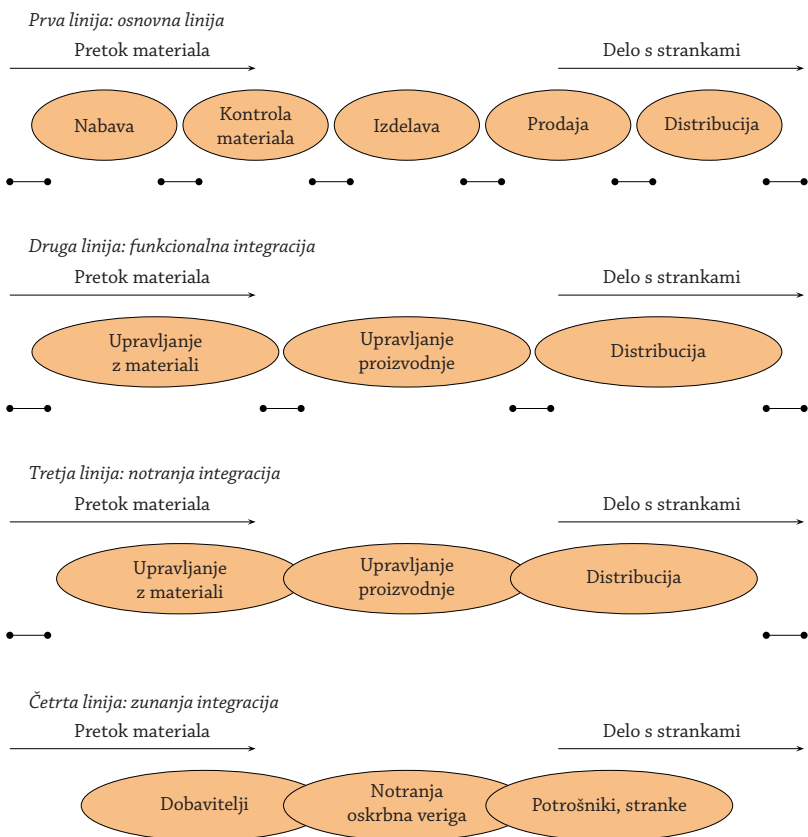 Prva linija: osnovna linija
Pretok materiala
Delo s strankami
Nabava
Kontrola
materiala
Izdelava
Prodaja
Distribucija
Druga linija: funkcionalna integracija
Pretok materiala
Delo s strankami
Upravljanje
z materiali
Upravljanje
proizvodnje
Distribucija
Tretja linija: notranja integracija
Pretok materiala
Delo s strankami
Upravljanje
z materiali
Upravljanje
proizvodnje
Distribucija
Četrta linija: zunanja integracija
Pretok materiala
Delo s strankami
Dobavitelji
Notranja
oskrbna veriga
Potrošniki, stranke